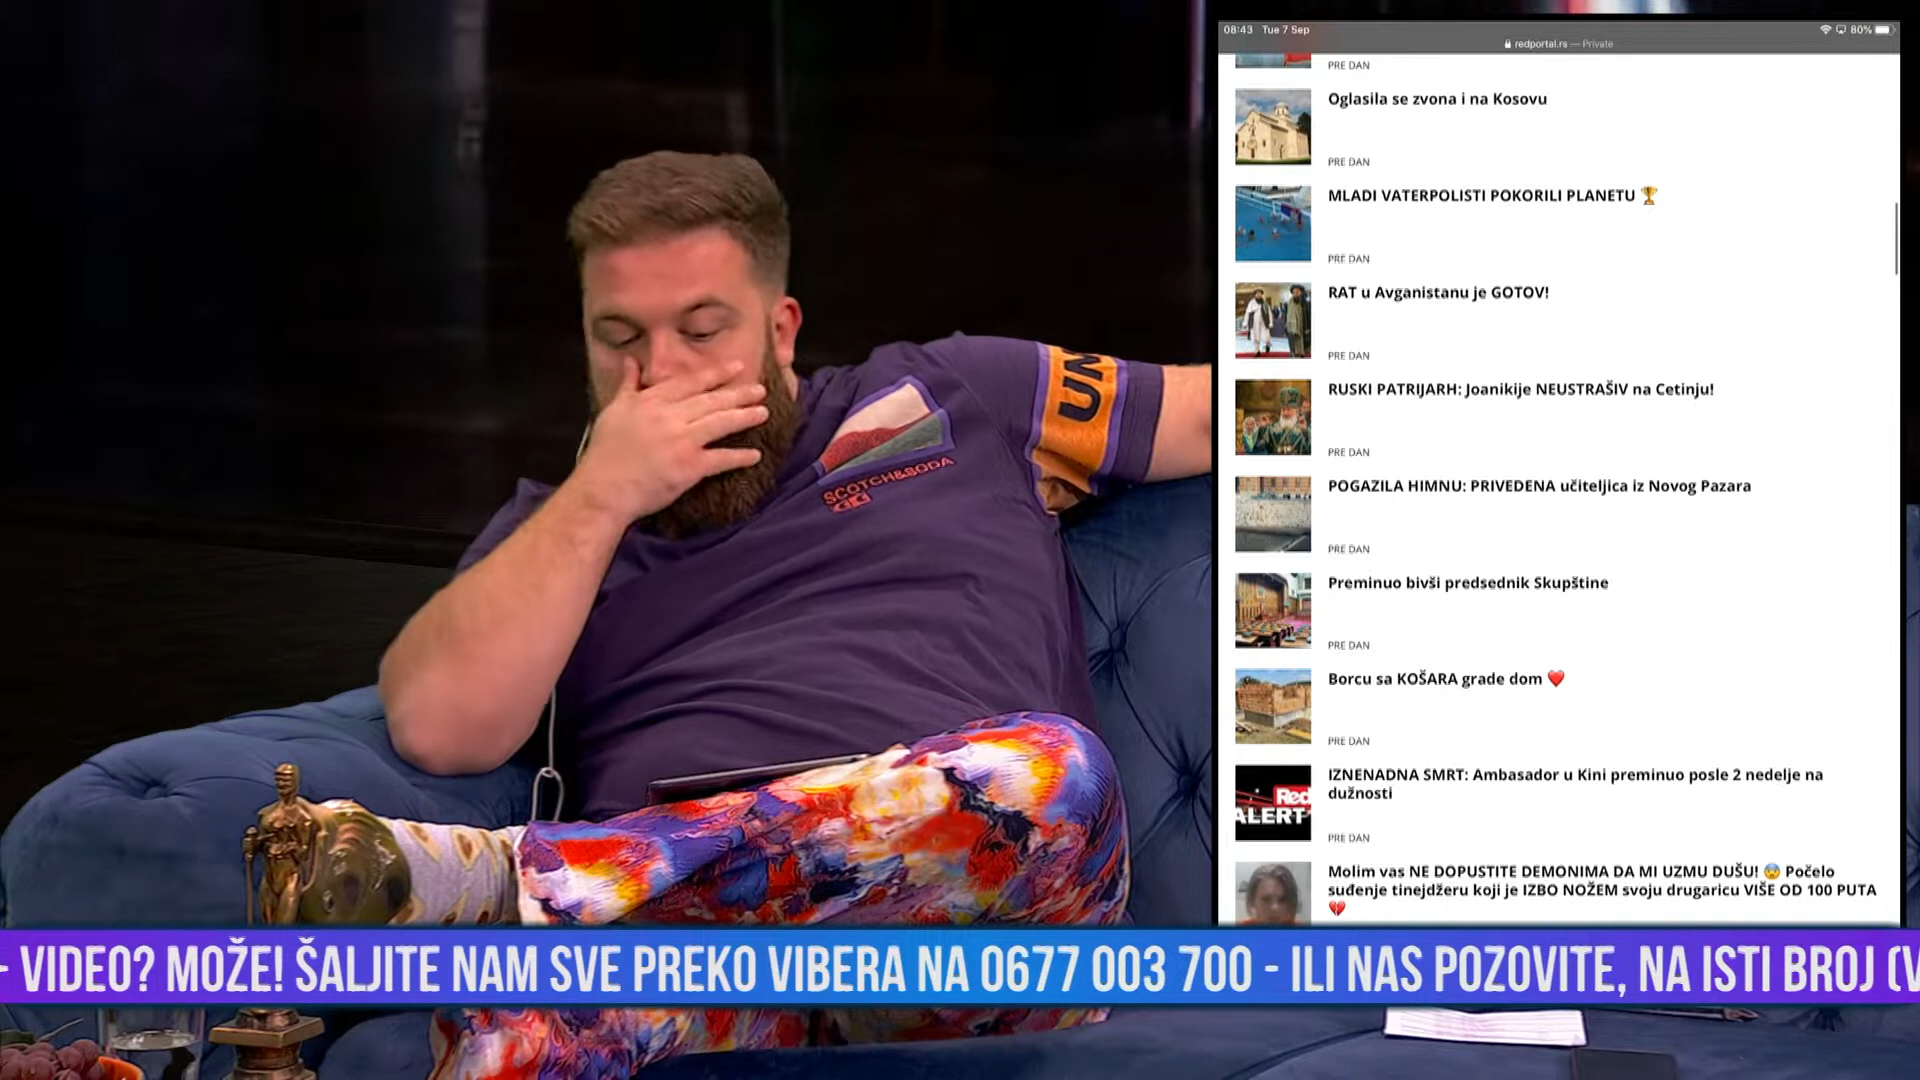 08:43 Tue 7 Sep
80%
redportal.rs — Private
PRE DAN
Oglasila se zvona i na Kosovu
PRE DAN
MLADI VATERPOLISTI POKORILI PLANETU 🏆
PRE DAN
RAT u Avganistanu je GOTOV!
PRE DAN
RUSKI PATRIJARH: Joanikije NEUSTRAŠIV na Cetinju!
PRE DAN
POGAZILA HIMNU: PRIVEDENA učiteljica iz Novog Pazara
PRE DAN
Preminuo bivši predsednik Skupštine
PRE DAN
Borcu sa KOŠARA grade dom ❤️
PRE DAN
IZNENADNA SMRT: Ambasador u Kini preminuo posle 2 nedelje na
dužnosti
Red
ALERT
PRE DAN
Molim vas NE DOPUSTITE DEMONIMA DA MI UZMU DUŠU! 😨 Počelo
suđenje tinejdžeru koji je IZBO NOŽEM svoju drugaricu VIŠE OD 100 PUTA
💔
UN
SCOTCH&SODA
- VIDEO? MOŽE! ŠALJITE NAM SVE PREKO VIBERA NA 0677 003 700 - ILI NAS POZOVITE, NA ISTI BROJ (V